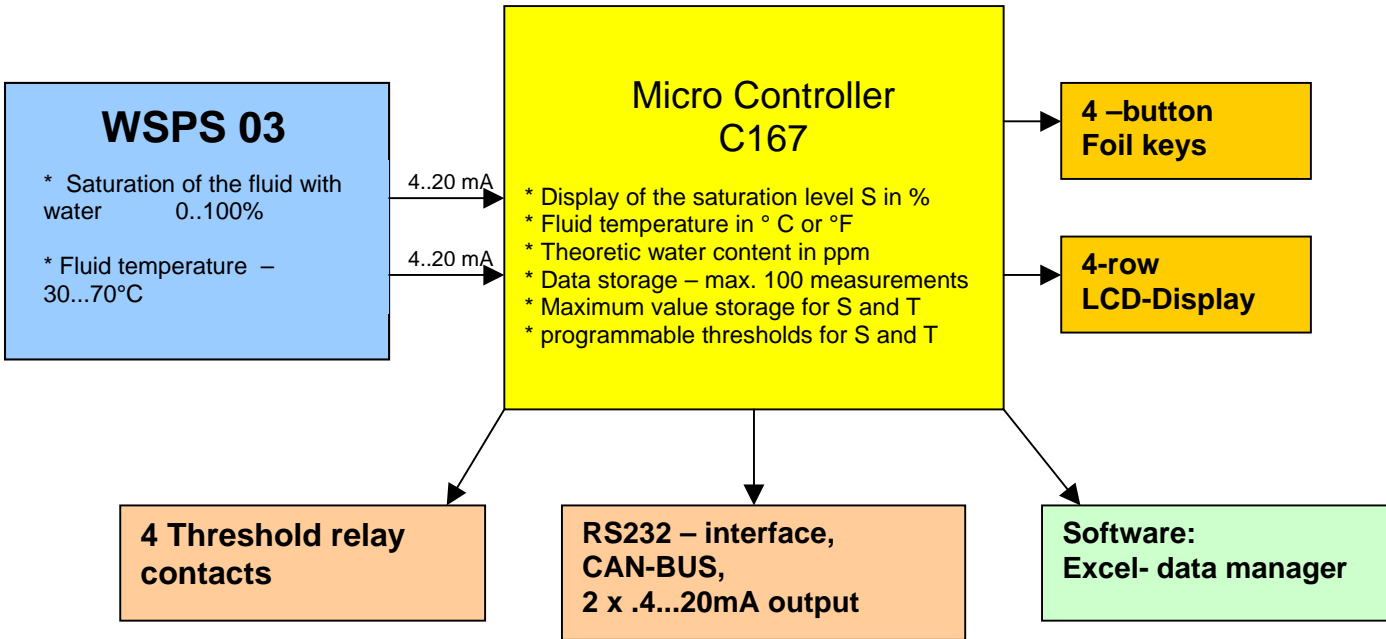 WSPS 03
* Saturation of the fluid with
water 0..100%
* Fluid temperature –
30...70°C
4..20 mA
4..20 mA
Micro Controller
C167
* Display of the saturation level S in %
* Fluid temperature in ° C or °F
* Theoretic water content in ppm
* Data storage – max. 100 measurements
* Maximum value storage for S and T
* programmable thresholds for S and T
4 –button
Foil keys
4-row
LCD-Display
4 Threshold relay
contacts
RS232 – interface,
CAN-BUS,
2 x .4...20mA output
Software:
Excel- data manager